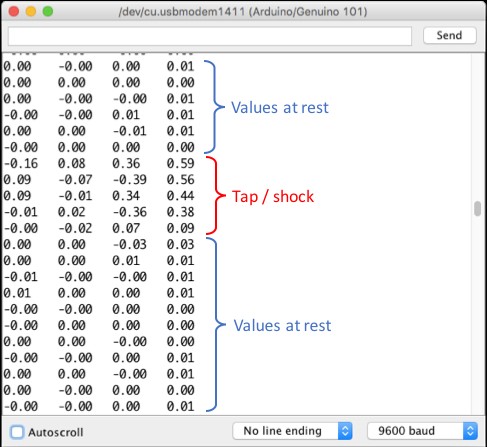 /dev/cu.usbmodem1411 (Arduino/Genuino 101)
Send
0.00 -0.00 0.00 0.01
0.00 0.00 0.00 0.00
0.00 -0.00 -0.00 0.01
-0.00 -0.00 0.01 0.01
0.00 0.00 -0.01 0.01
-0.00 0.00 0.00 0.00
Values at rest
-0.16 0.08 0.36 0.59
0.09 -0.07 -0.39 0.56
0.09 -0.01 0.34 0.44
-0.01 0.02 -0.36 0.38
-0.00 -0.02 0.07 0.09
Tap / shock
0.00 0.00 -0.03 0.03
0.00 0.00 0.01 0.01
-0.01 -0.00 -0.00 0.01
0.01 0.00 0.00 0.01
-0.00 -0.00 0.00 0.00
-0.00 0.00 0.00 0.00
0.00 0.00 -0.00 0.00
-0.00 -0.00 0.00 0.01
0.00 0.00 -0.00 0.01
0.00 -0.00 0.00 0.00
-0.00 -0.00 0.00 0.01
Values at rest
Autoscroll
No line ending
9600 baud